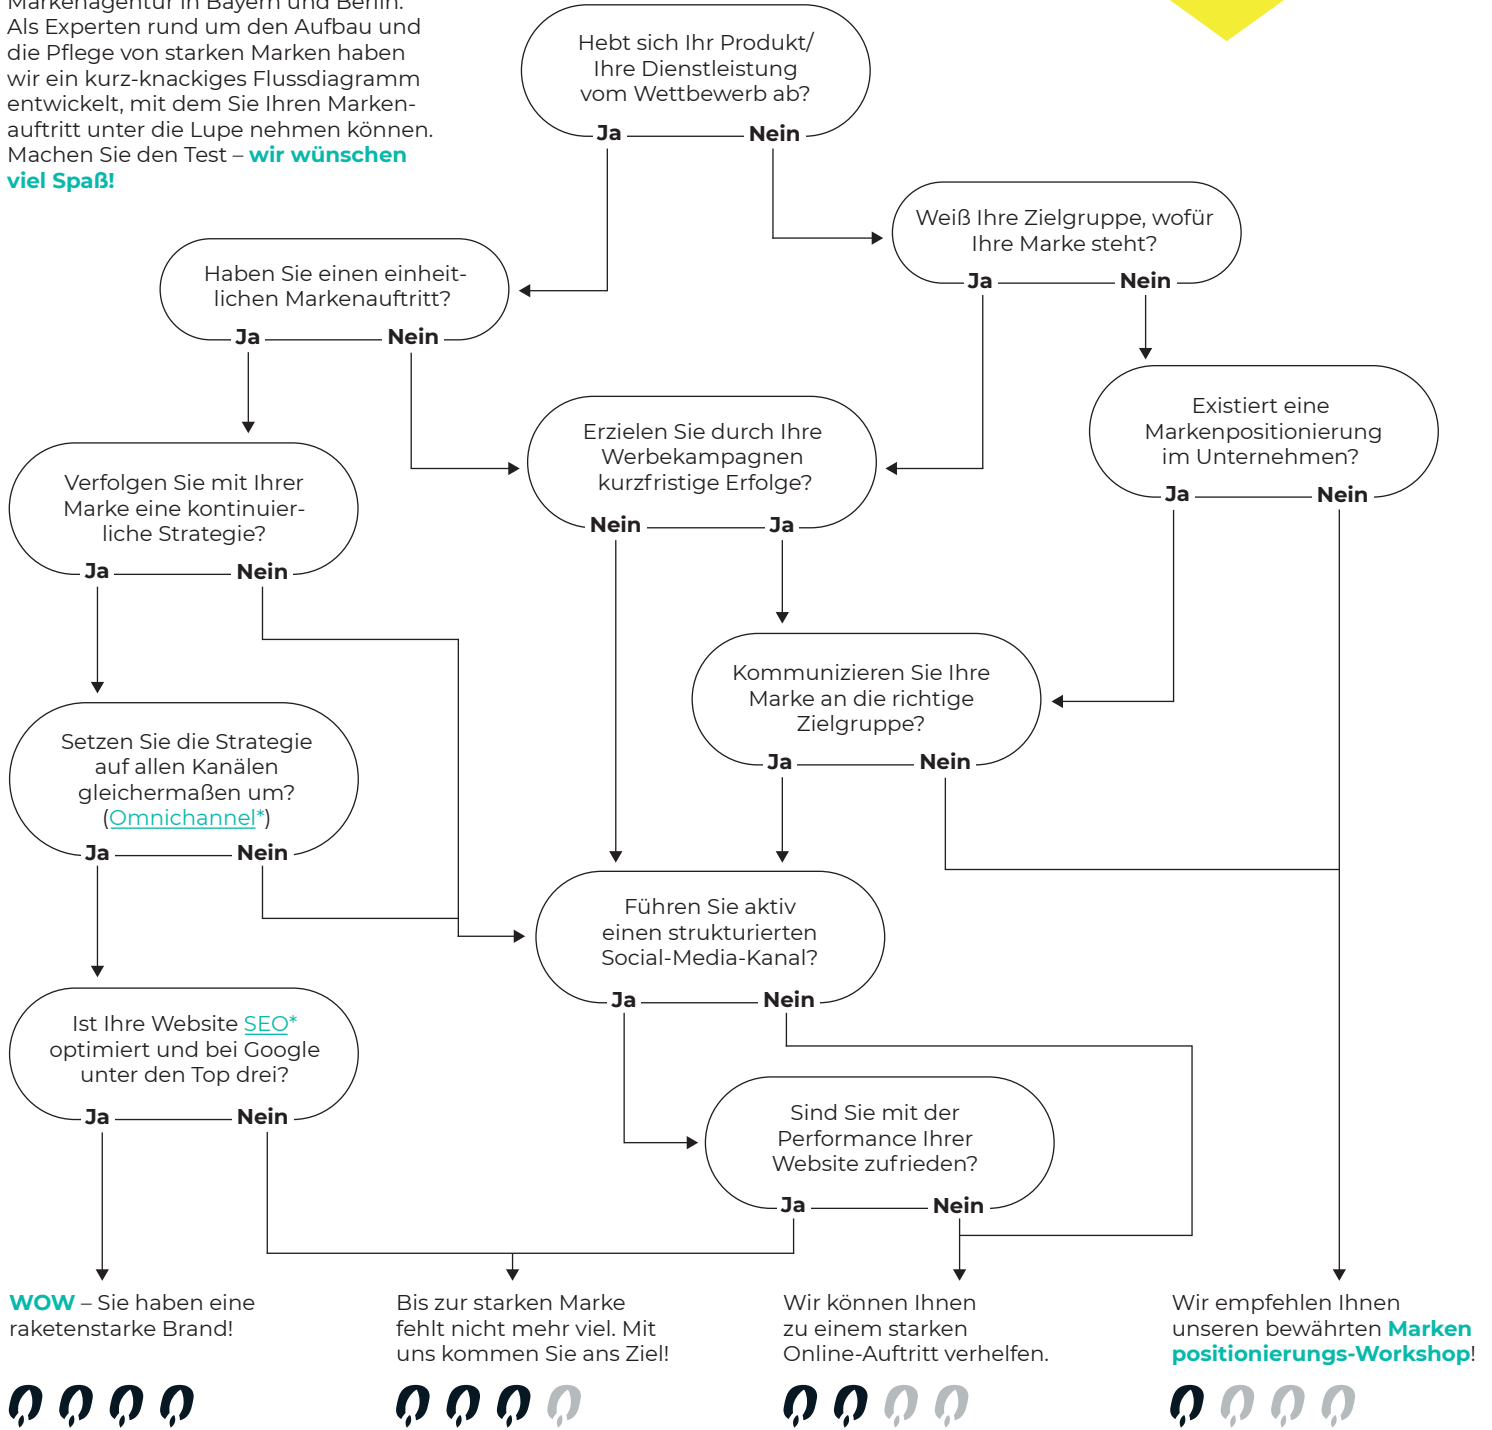 Markenagentur in Bayern und Berlin.
Als Experten rund um den Aufbau und
die Pflege von starken Marken haben
wir ein kurz-knackiges Flussdiagramm
entwickelt, mit dem Sie Ihren Marken-
auftritt unter die Lupe nehmen können.
Machen Sie den Test – wir wünschen
viel Spaß!
Hebt sich Ihr Produkt/
Ihre Dienstleistung
vom Wettbewerb ab?
Ja Nein
Weiß Ihre Zielgruppe, wofür
Ihre Marke steht?
Ja Nein
Haben Sie einen einheit-
lichen Markenauftritt?
Ja Nein
Existiert eine
Markenpositionierung
im Unternehmen?
Ja Nein
Erzielen Sie durch Ihre
Werbekampagnen
kurzfristige Erfolge?
Nein Ja
Verfolgen Sie mit Ihrer
Marke eine kontinuier-
liche Strategie?
Ja Nein
Kommunizieren Sie Ihre
Marke an die richtige
Zielgruppe?
Ja Nein
Setzen Sie die Strategie
auf allen Kanälen
gleichermaßen um?
(Omnichannel*)
Ja Nein
Führen Sie aktiv
einen strukturierten
Social-Media-Kanal?
Ja Nein
Ist Ihre Website SEO*
optimiert und bei Google
unter den Top drei?
Ja Nein
Sind Sie mit der
Performance Ihrer
Website zufrieden?
Ja Nein
WOW – Sie haben eine
raketenstarke Brand!
Bis zur starken Marke
fehlt nicht mehr viel. Mit
uns kommen Sie ans Ziel!
Wir können Ihnen
zu einem starken
Online-Auftritt verhelfen.
Wir empfehlen Ihnen
unseren bewährten Marken
positionierungs-Workshop!